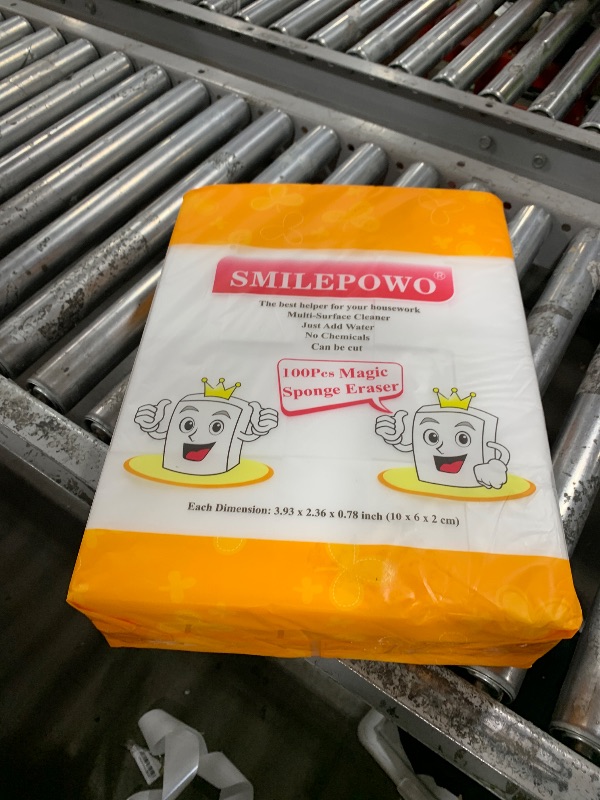 SMILEPOWO®
The best helper for your housework
Multi-Surface Cleaner
Just Add Water
No Chemicals
Can be cut
100Pcs Magic
Sponge Eraser
Each Dimension: 3.93 x 2.36 x 0.78 inch (10 x 6 x 2 cm)